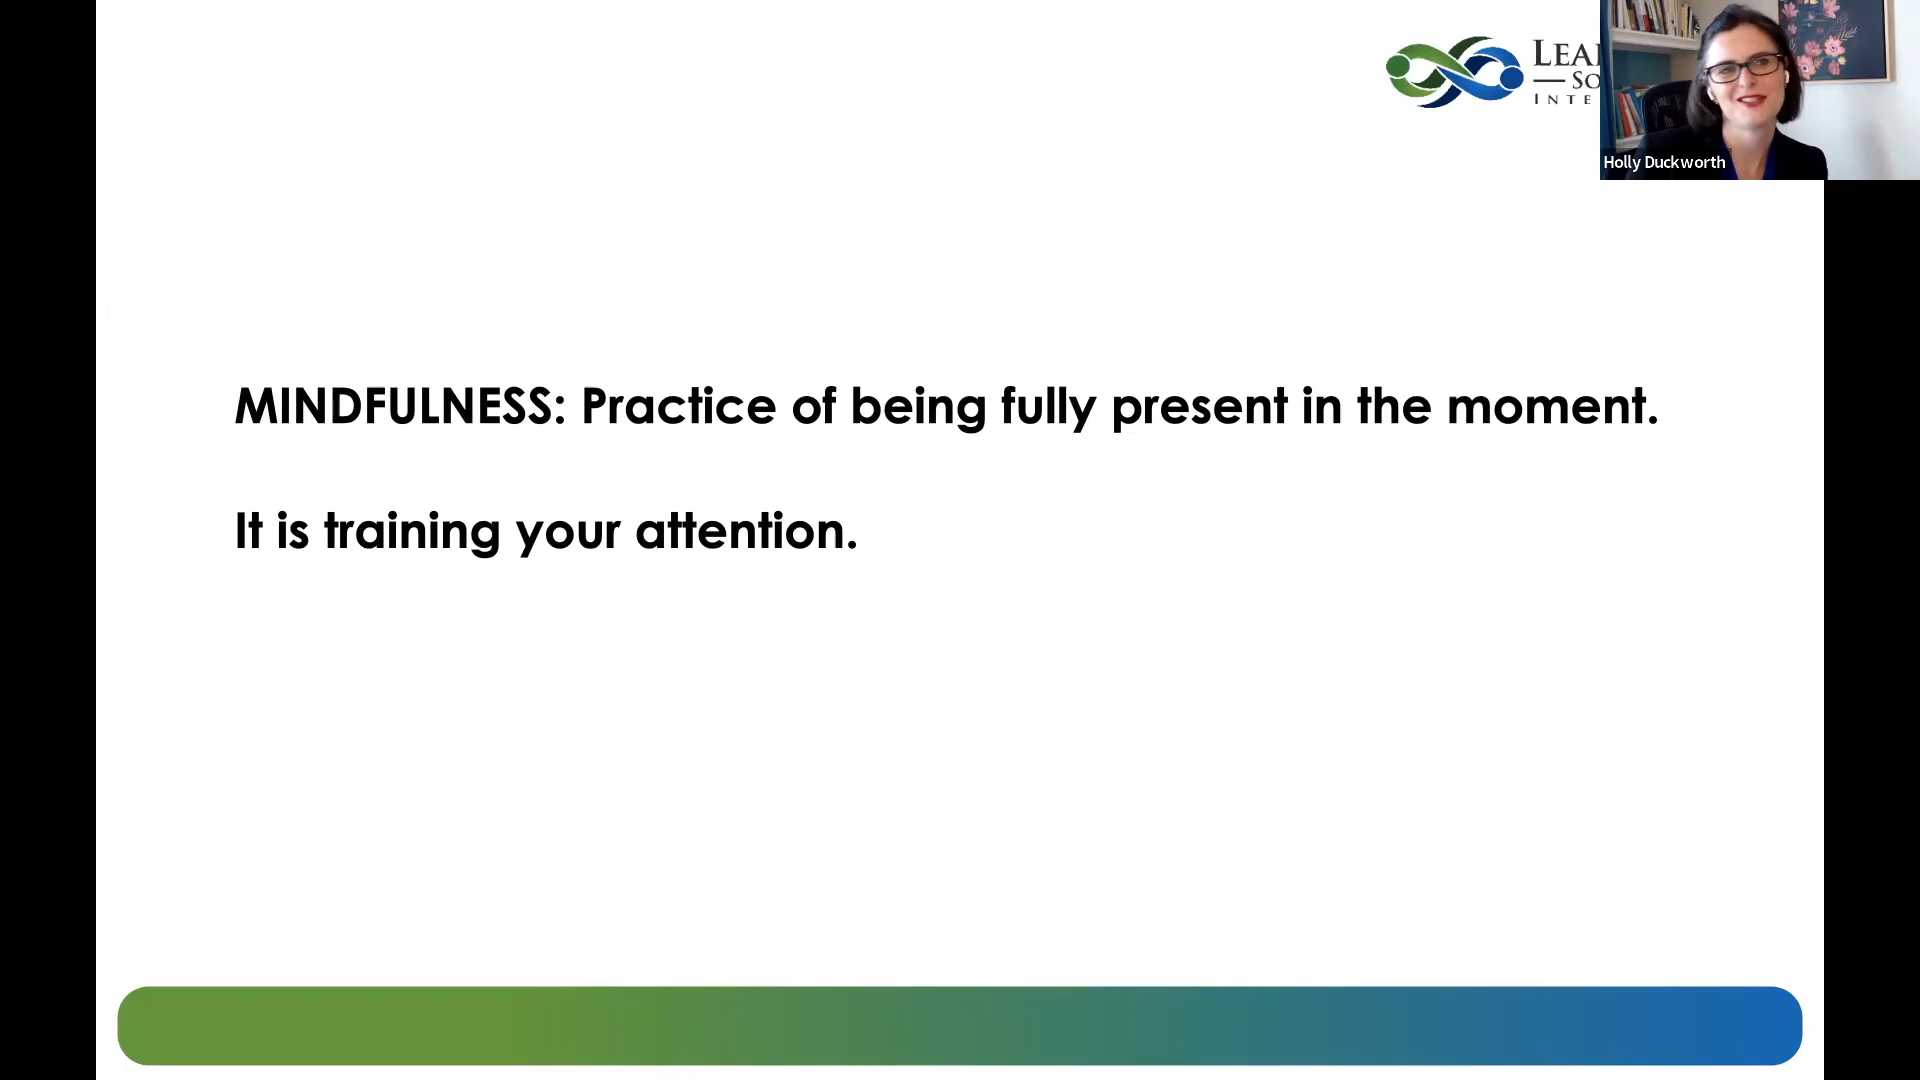 Holly Duckworth
MINDFULNESS: Practice of being fully present in the moment.
It is training your attention.